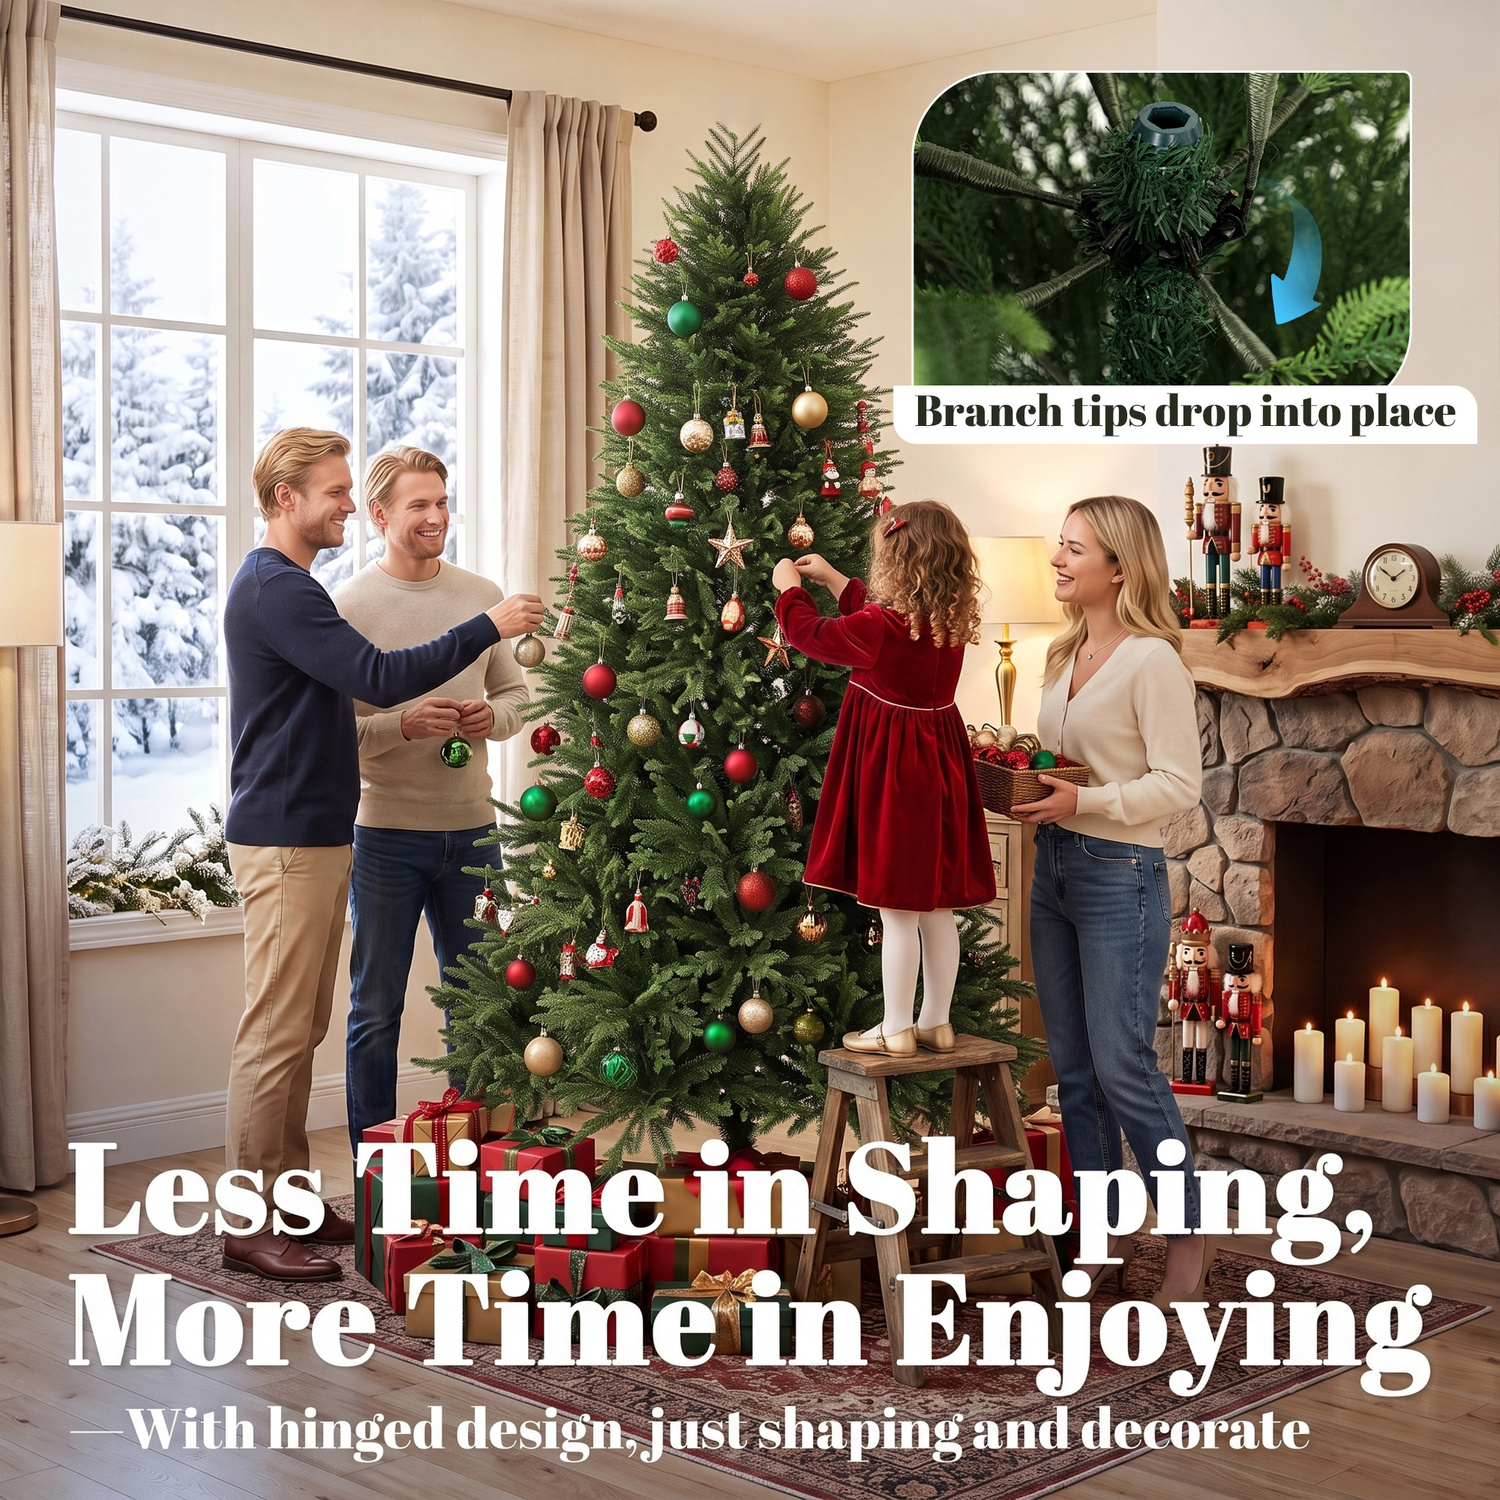 Branch tips drop into place
Less Time in Shaping,
More Time in Enjoying
—With hinged design, just shaping and decorate